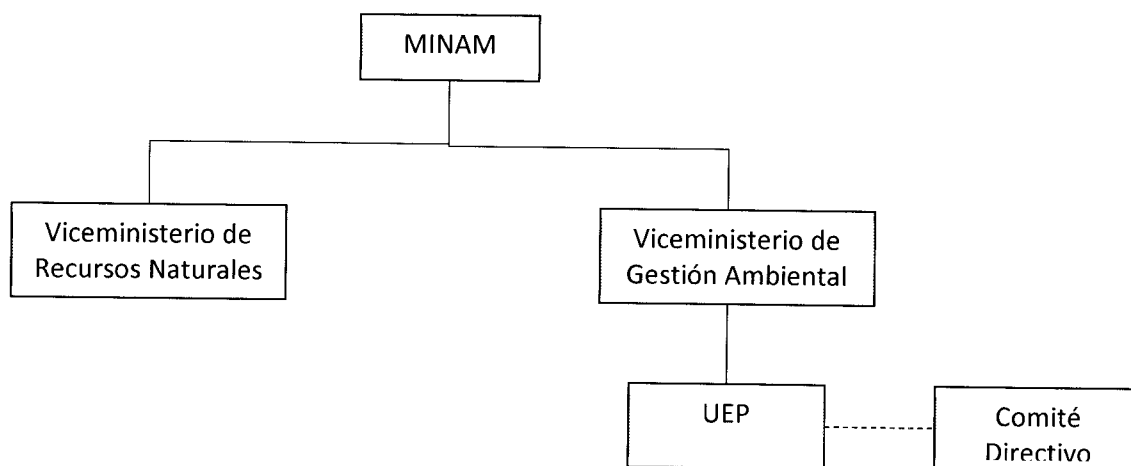 MINAM
Viceministerio de
Recursos Naturales
Viceministerio de
Gestión Ambiental
UEP
Comité
Directivo